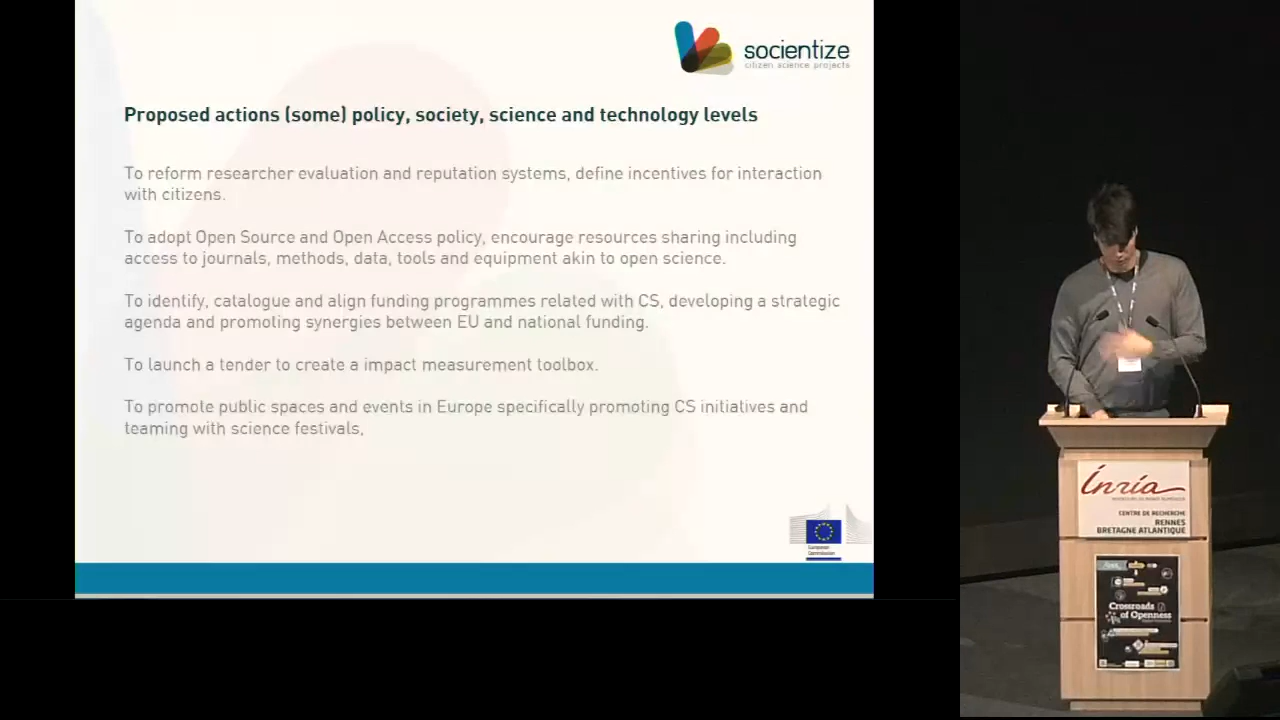 socientize
citizen science projects
Proposed actions (some) policy, society, science and technology levels
To reform researcher evaluation and reputation systems, define incentives for interaction
with citizens.
To adopt Open Source and Open Access policy, encourage resources sharing including
access to journals, methods, data, tools and equipment akin to open science.
To identify, catalogue and align funding programmes related with CS, developing a strategic
agenda and promoting synergies between EU and national funding.
To launch a tender to create a impact measurement toolbox.
To promote public spaces and events in Europe specifically promoting CS initiatives and
teaming with science festivals,
European
Commission
Inria
CENTRE DE RECHERCHE
RENNES
BRETAGNE ATLANTIQUE
Crossroads
of Openness